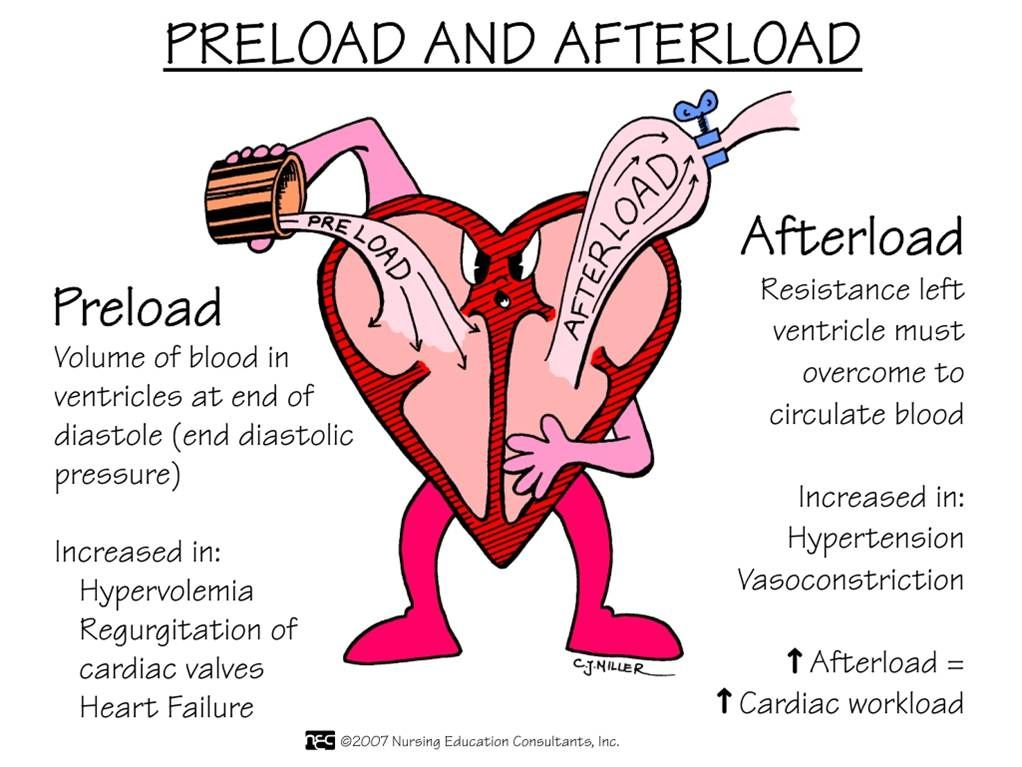 PRELOAD AND AFTERLOAD
PRELOAD
AFTERLOAD
Preload
Volume of blood in
ventricles at end of
diastole (end diastolic
pressure)
Increased in:
Hypervolemia
Regurgitation of
cardiac valves
Heart Failure
Afterload
Resistance left
ventricle must
overcome to
circulate blood
Increased in:
Hypertension
Vasoconstriction
↑ Afterload =
↑ Cardiac workload
C.J.MILLER
nec ©2007 Nursing Education Consultants, Inc.